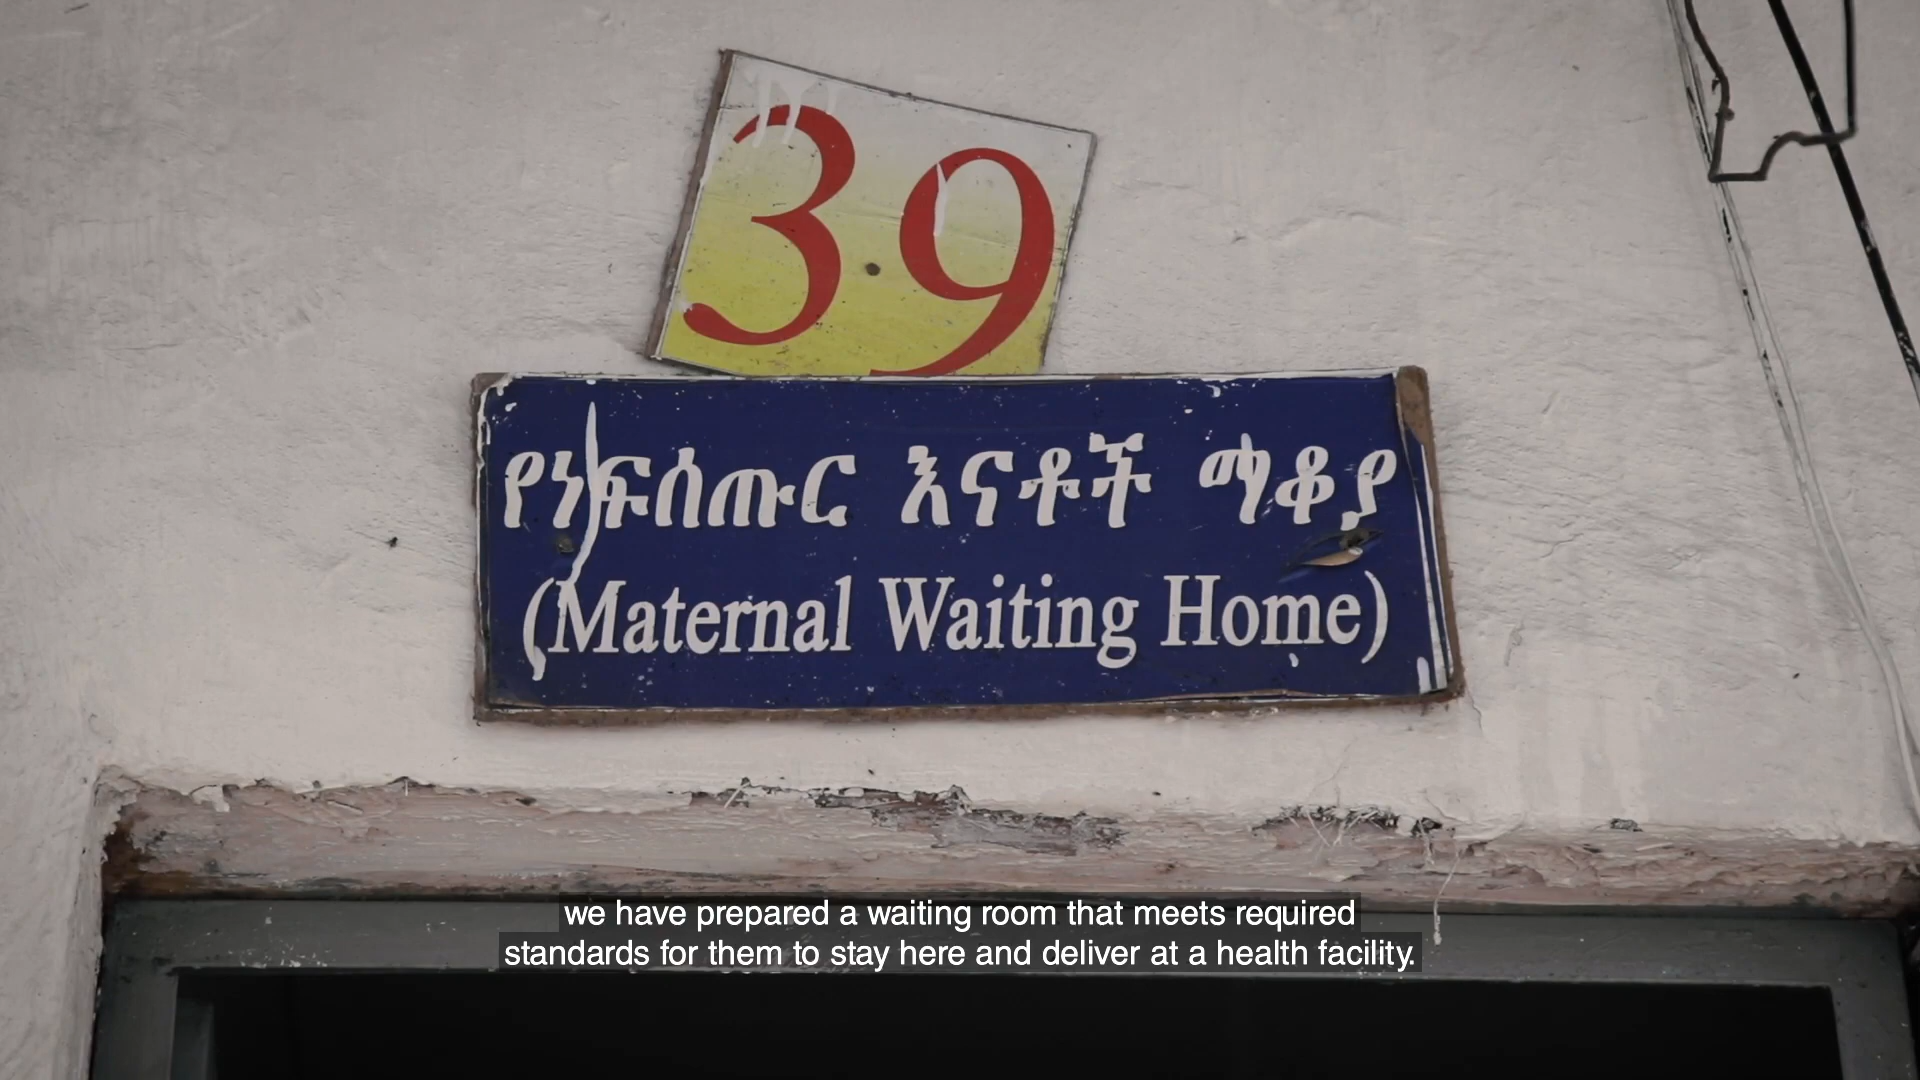 39
የነፍሰጡር እናቶች ማቆያ
(Maternal Waiting Home)
we have prepared a waiting room that meets required
standards for them to stay here and deliver at a health facility.